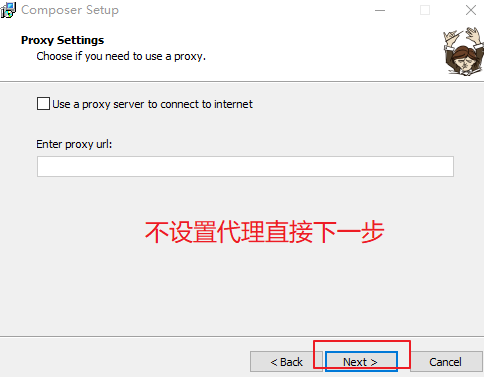 Composer Setup
Proxy Settings
Choose if you need to use a proxy.
Use a proxy server to connect to internet
Enter proxy url:
不设置代理直接下一步
< Back
Next >
Cancel